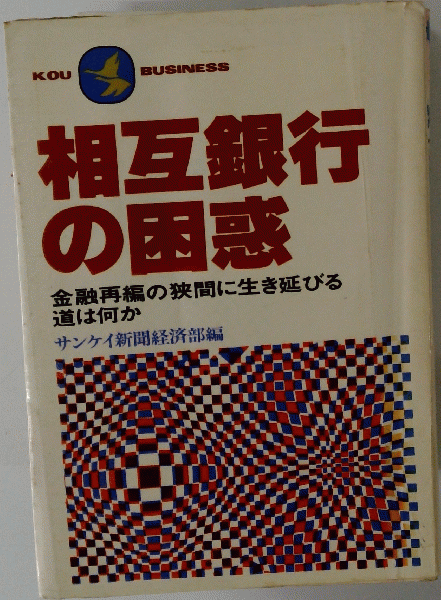 KOU BUSINESS
相互銀行
の困惑
金融再編の狭間に生き延びる
道は何か
サンケイ新聞経済部編